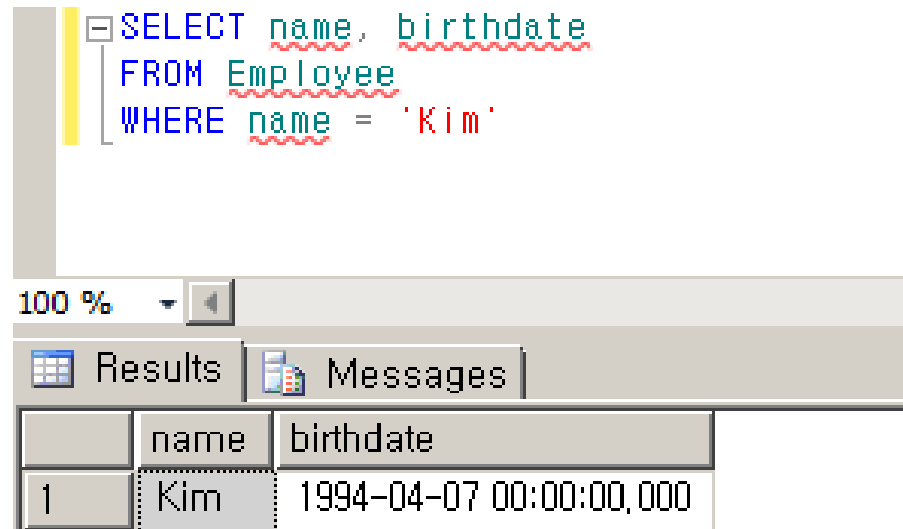 SELECT name, birthdate
FROM Employee
WHERE name = 'Kim'
100 %
Results Messages
name birthdate
1 Kim 1994-04-07 00:00:00,000